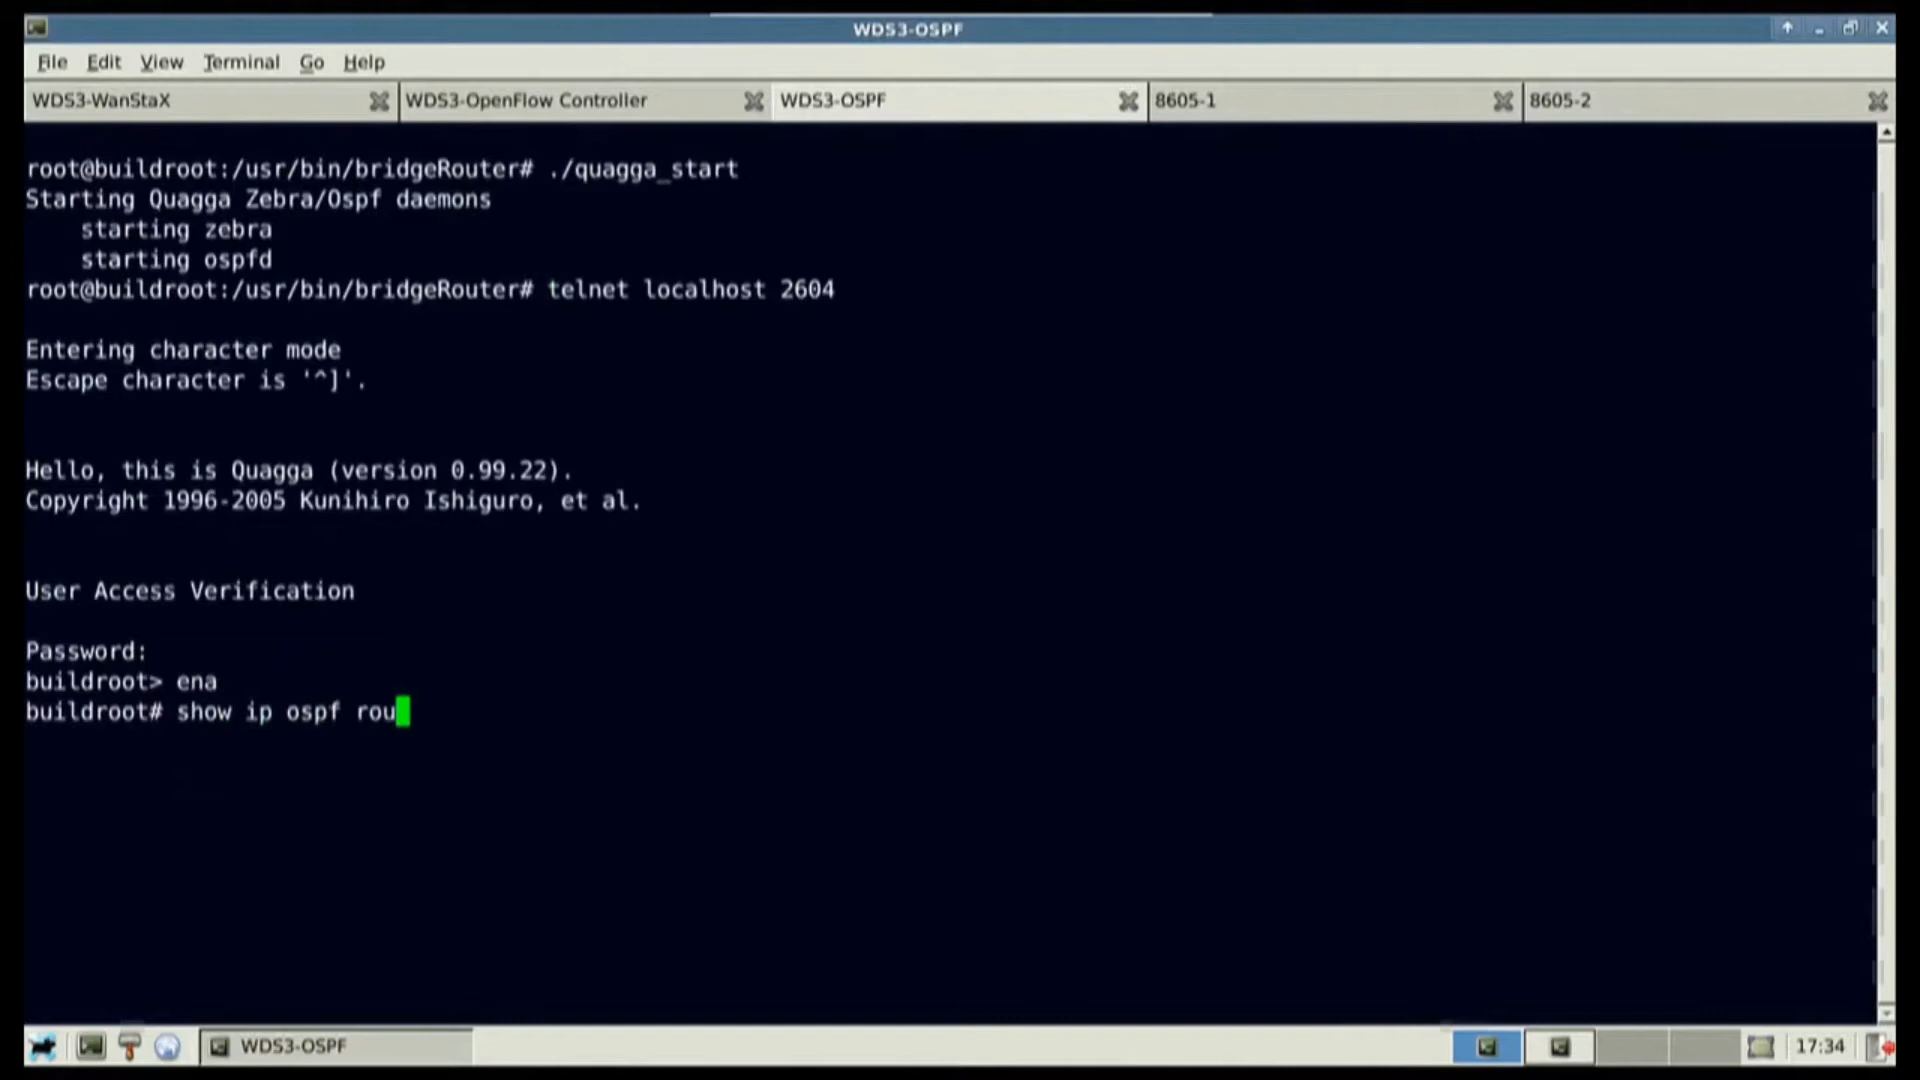 WDS3-OSPF
File Edit View Terminal Go Help
WDS3-WanStaX WDS3-OpenFlow Controller WDS3-OSPF 8605-1 8605-2
root@buildroot:/usr/bin/bridgeRouter# ./quagga_start
Starting Quagga Zebra/Ospf daemons
    starting zebra
    starting ospfd
root@buildroot:/usr/bin/bridgeRouter# telnet localhost 2604
Entering character mode
Escape character is '^]'.
Hello, this is Quagga (version 0.99.22).
Copyright 1996-2005 Kunihiro Ishiguro, et al.
User Access Verification
Password:
buildroot> ena
buildroot# show ip ospf rou
WDS3-OSPF 17:34